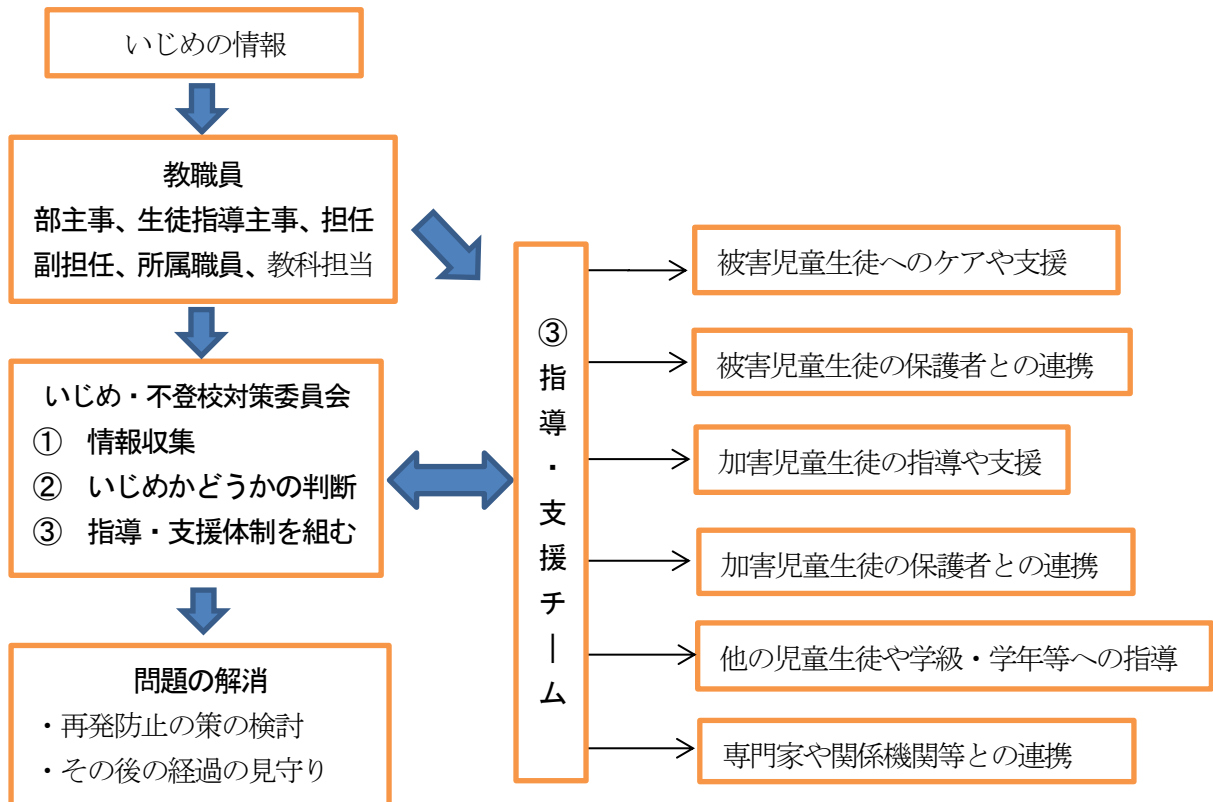 いじめの情報
教職員
部主事、生徒指導主事、担任
副担任、所属職員、教科担当
いじめ・不登校対策委員会
① 情報収集
② いじめかどうかの判断
③ 指導・支援体制を組む
問題の解消
・再発防止の策の検討
・その後の経過の見守り
③指導・支援チーム
被害児童生徒へのケアや支援
被害児童生徒の保護者との連携
加害児童生徒の指導や支援
加害児童生徒の保護者との連携
他の児童生徒や学級・学年等への指導
専門家や関係機関等との連携